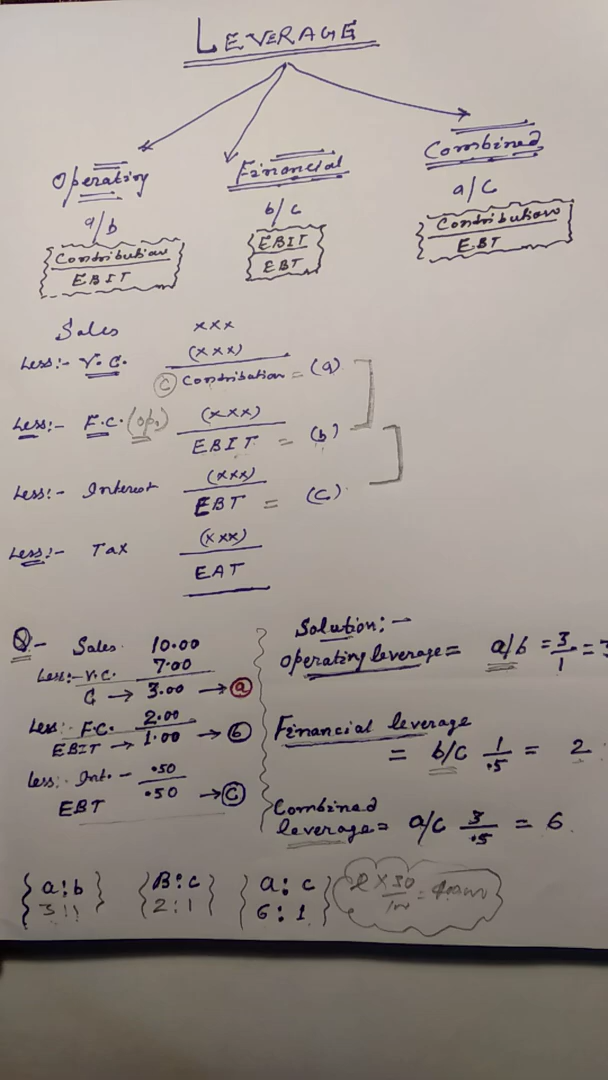 LEVERAGE
Operating Financial Combined
a/b b/c a/c
Contribution EBIT Contribution
EBIT EBT EBT
Sales xxx
Less:- V.C. (xxx)
C Contribution = (a)
Less:- F.C. (op.) (xxx)
EBIT = (b)
Less:- Interest (xxx)
EBT = (C)
Less:- Tax (xxx)
EAT
Q- Sales 10.00
Less:- V.C. 7.00
C → 3.00 → a
Less:- F.C. 2.00
EBIT → 1.00 → b
Less:- Int. - .50
EBT .50 → C
Solution:-
Operating leverage = a/b = 3/1 = 3
Financial leverage
= b/c 1/.5 = 2
Combined
leverage = a/c 3/.5 = 6
{a:b} {B:c} {a:c}
3:1 2:1 6:1